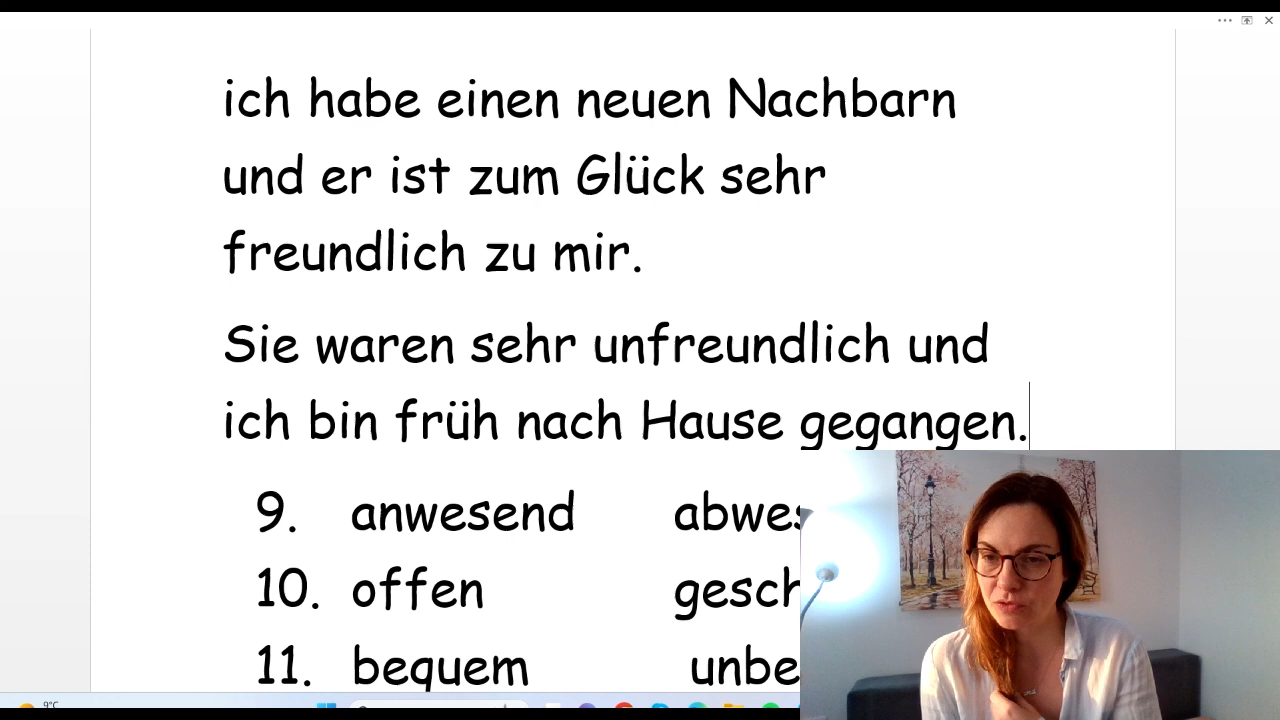 ich habe einen neuen Nachbarn
und er ist zum Glück sehr
freundlich zu mir.
Sie waren sehr unfreundlich und
ich bin früh nach Hause gegangen.
9. anwesend
10. offen
11. bequem
9°C